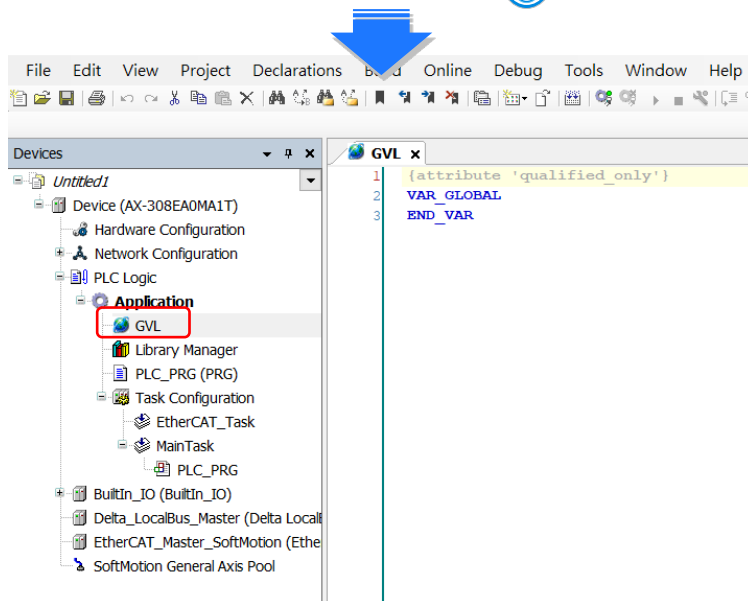 File Edit View Project Declarations Build Online Debug Tools Window Help
Devices
GVL
Untitled1
Device (AX-308EA0MA1T)
Hardware Configuration
Network Configuration
PLC Logic
Application
GVL
Library Manager
PLC_PRG (PRG)
Task Configuration
EtherCAT_Task
MainTask
PLC_PRG
BuiltIn_IO (BuiltIn_IO)
Delta_LocalBus_Master (Delta Local
EtherCAT_Master_SoftMotion (Ethe
SoftMotion General Axis Pool
1 {attribute 'qualified_only'}
2 VAR_GLOBAL
3 END_VAR